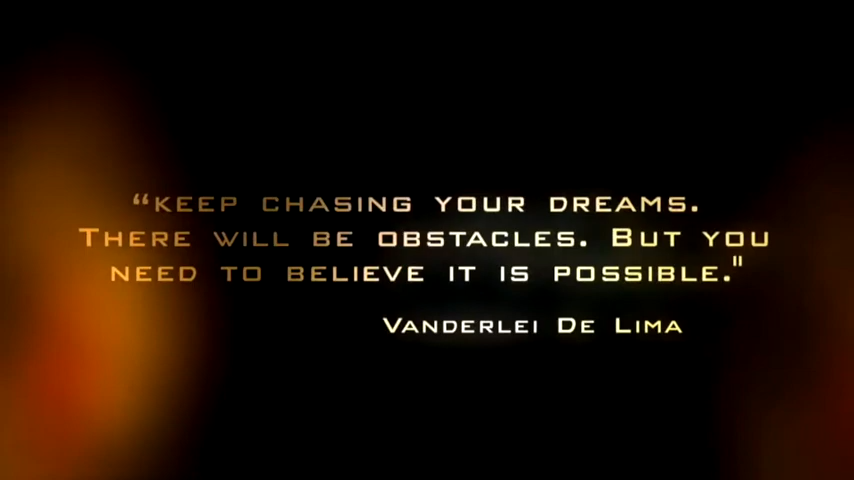 “KEEP CHASING YOUR DREAMS.
THERE WILL BE OBSTACLES. BUT YOU
NEED TO BELIEVE IT IS POSSIBLE."
VANDERLEI DE LIMA